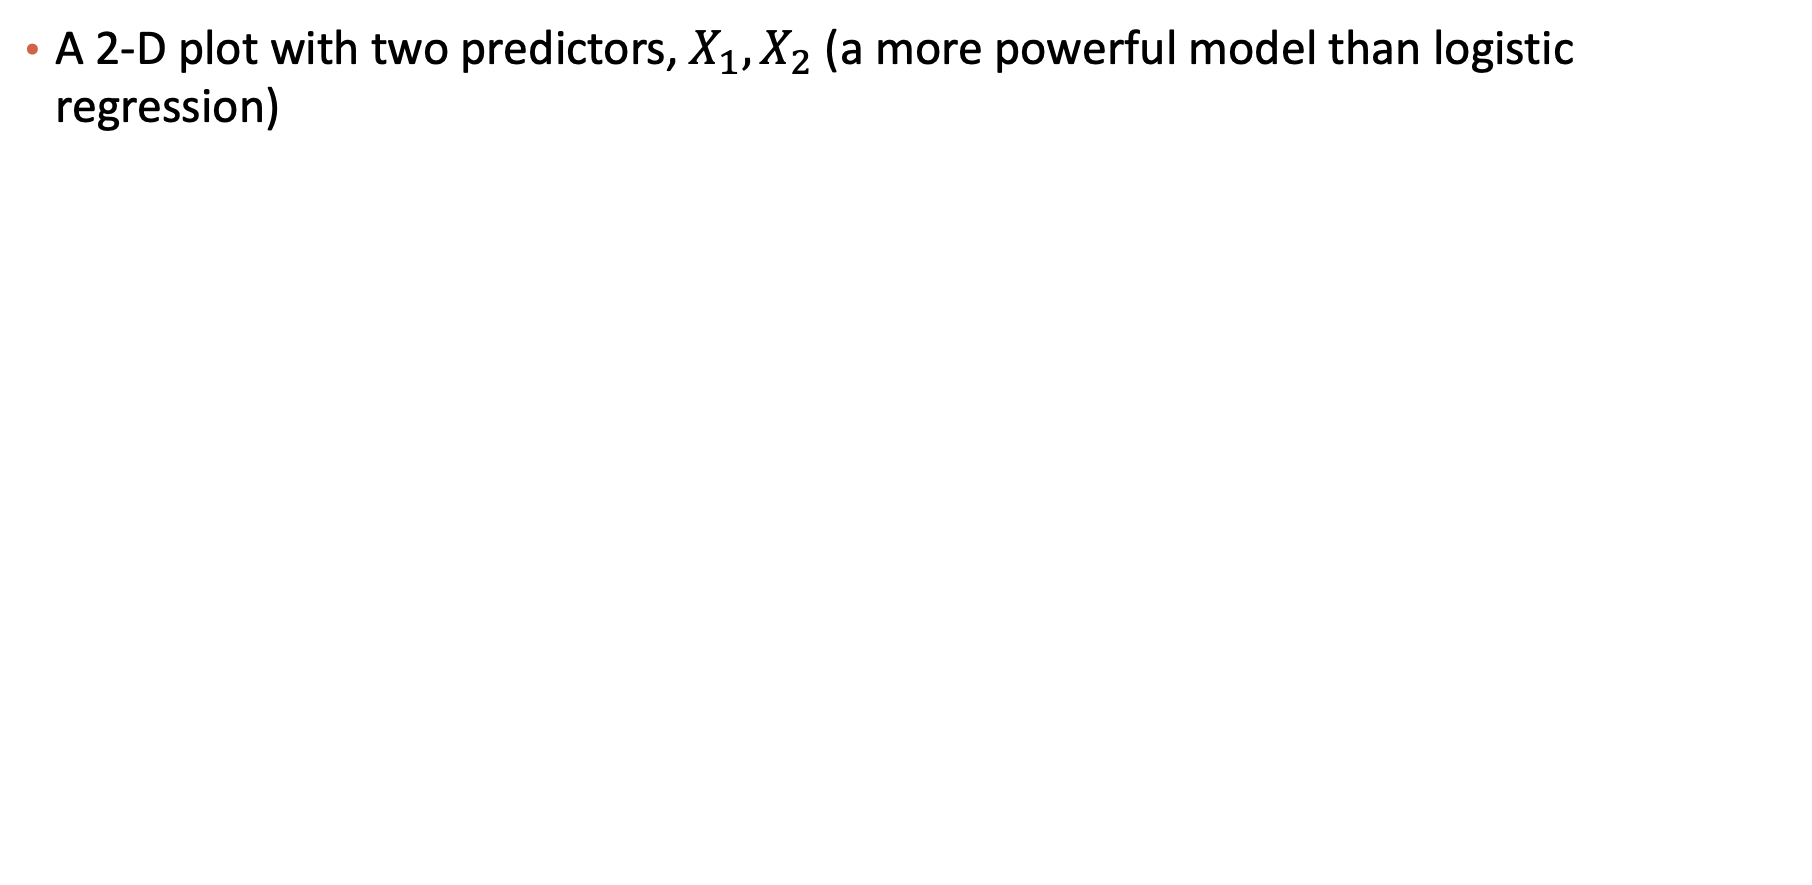 • A 2-D plot with two predictors, X₁, X₂ (a more powerful model than logistic
regression)